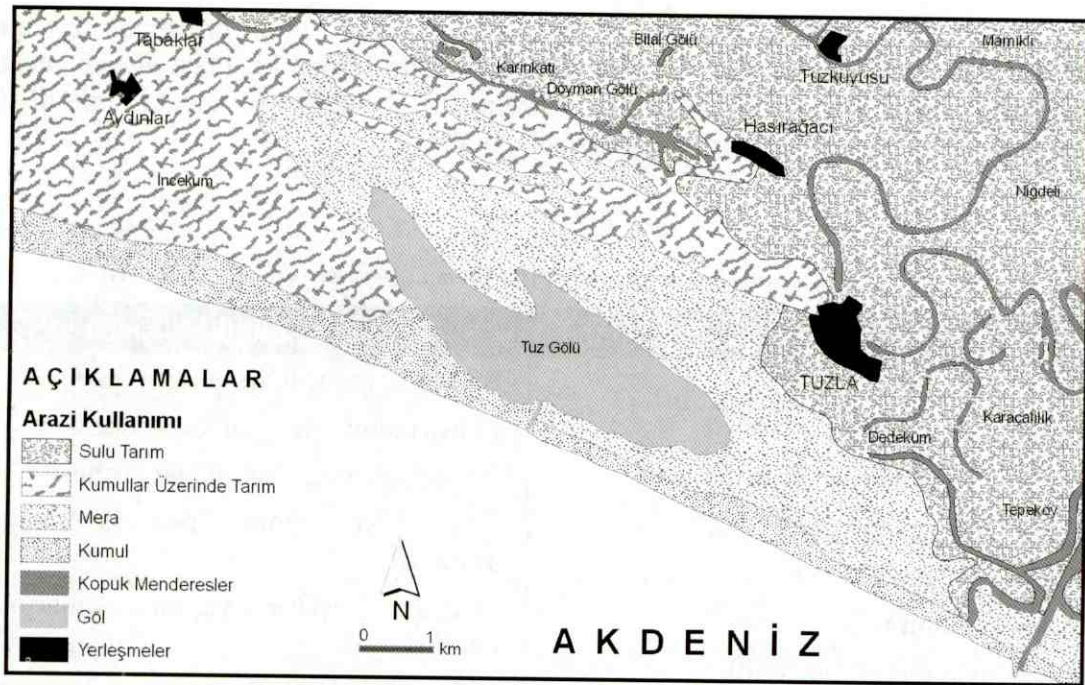 Tabaklar
Bilal Gölü
Mamıklı
Karınkatı
Tuzkuyusu
Doyman Gölü
Aydınlar
Hasırağacı
İncekum
Niğdeli
Tuz Gölü
TUZLA
Karaçalılık
Dedekum
Tepeköy
AÇIKLAMALAR
Arazi Kullanımı
Sulu Tarım
Kumullar Üzerinde Tarım
Mera
Kumul
Kopuk Menderesler
Göl
Yerleşmeler
N
0 1
km
AKDENİZ